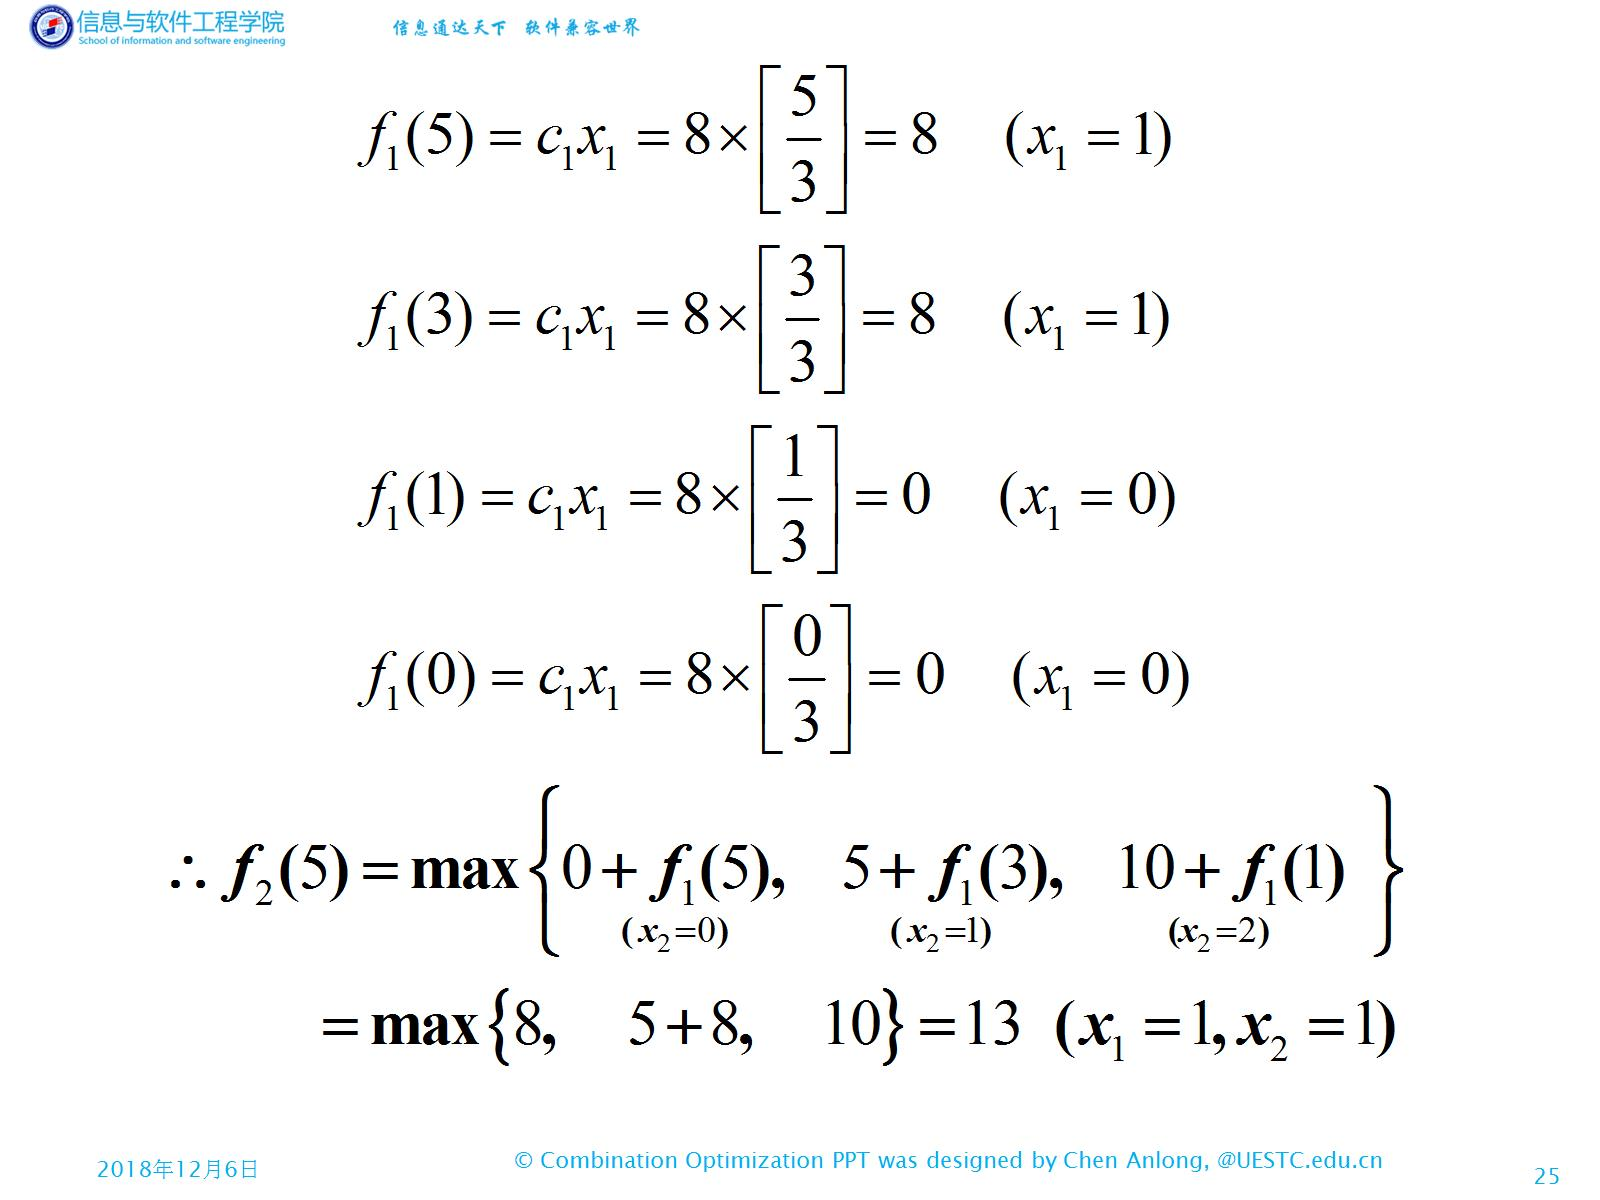 信息与软件工程学院
School of information and software engineering
信息通达天下 软件兼容世界
f₁(5) = c₁x₁ = 8×[5/3] = 8 (x₁ = 1)
f₁(3) = c₁x₁ = 8×[3/3] = 8 (x₁ = 1)
f₁(1) = c₁x₁ = 8×[1/3] = 0 (x₁ = 0)
f₁(0) = c₁x₁ = 8×[0/3] = 0 (x₁ = 0)
∴ f₂(5) = max{0 + f₁(5), 5 + f₁(3), 10 + f₁(1)}
(x₂=0) (x₂=1) (x₂=2)
= max{8, 5+8, 10} = 13 (x₁ = 1, x₂ = 1)
2018年12月6日
© Combination Optimization PPT was designed by Chen Anlong, @UESTC.edu.cn
25